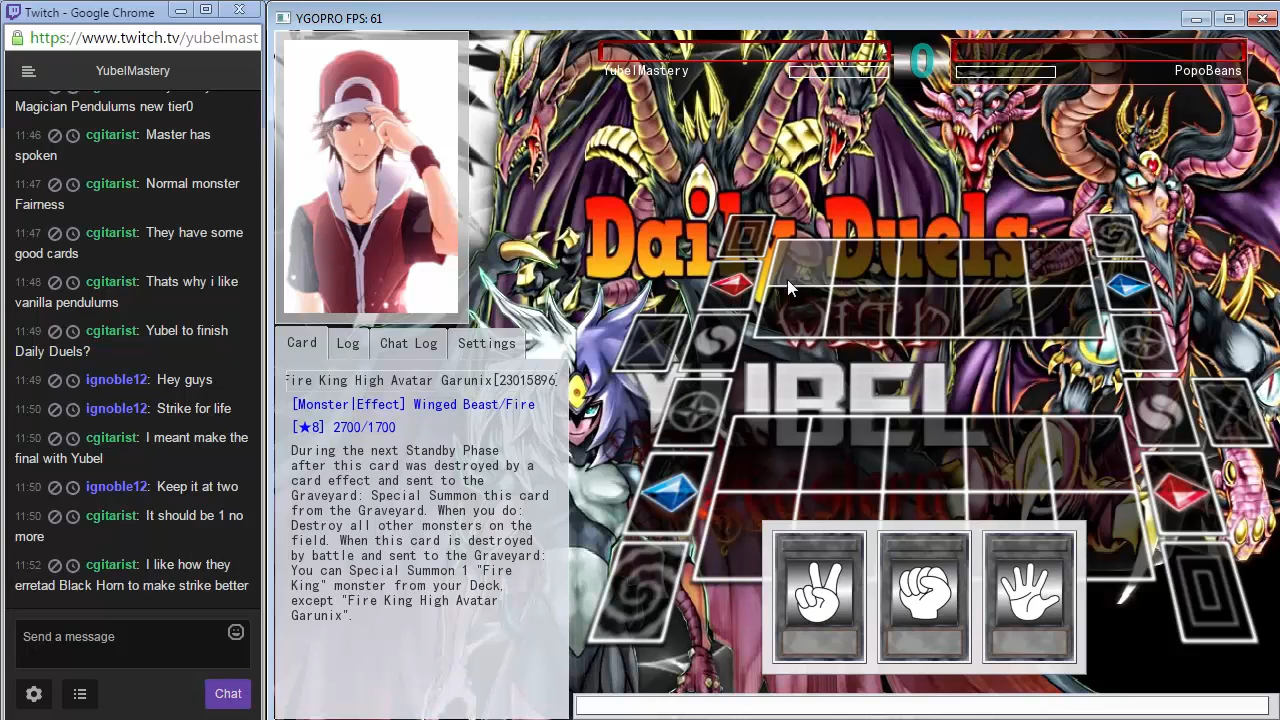 Twitch - Google Chrome
https://www.twitch.tv/yubelmast
Yubelmastery
Magician Pendulums new tier0
11:46 cgitarist: Master has
spoken
11:47 cgitarist: Normal monster
Fairness
11:47 cgitarist: They have some
good cards
11:48 cgitarist: Thats why i like
vanilla pendulums
11:49 cgitarist: Yubel to finish
Daily Duels?
11:49 ignoble12: Hey guys
11:50 ignoble12: Strike for life
11:50 cgitarist: I meant make the
final with Yubel
11:50 ignoble12: Keep it at two
11:50 cgitarist: It should be 1 no
more
11:52 cgitarist: I like how they
erretad Black Horn to make strike better
Send a message
Chat
YGOPRO FPS: 61
YubelMastery
0
PopoBeans
Daily Duels
WITH
YUBEL
Card
Log
Chat Log
Settings
Fire King High Avatar Garunix[23015896]
[Monster|Effect] Winged Beast/Fire
[★8] 2700/1700
During the next Standby Phase
after this card was destroyed by a
card effect and sent to the
Graveyard: Special Summon this card
from the Graveyard. When you do:
Destroy all other monsters on the
field. When this card is destroyed
by battle and sent to the Graveyard:
You can Special Summon 1 "Fire
King" monster from your Deck,
except "Fire King High Avatar
Garunix".